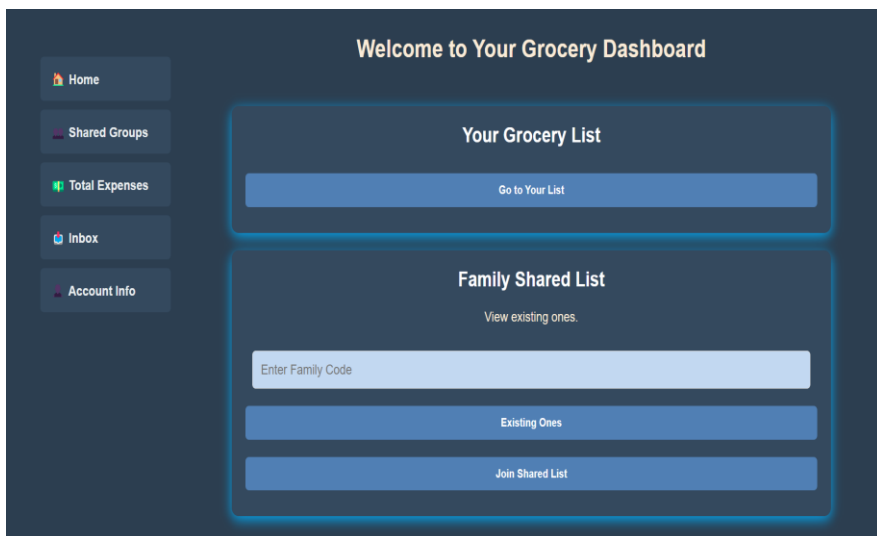 Welcome to Your Grocery Dashboard
Home
Shared Groups
Total Expenses
Inbox
Account Info
Your Grocery List
Go to Your List
Family Shared List
View existing ones.
Enter Family Code
Existing Ones
Join Shared List